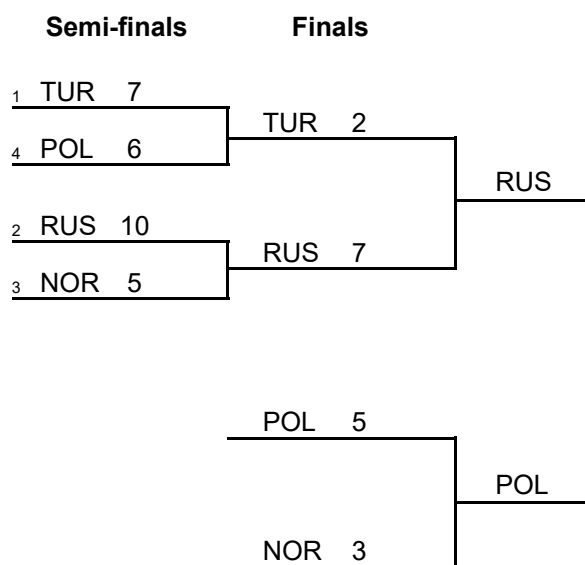 Semi-finals Finals
1 TUR 7
TUR 2
4 POL 6
RUS
2 RUS 10
RUS 7
3 NOR 5
POL 5
POL
NOR 3